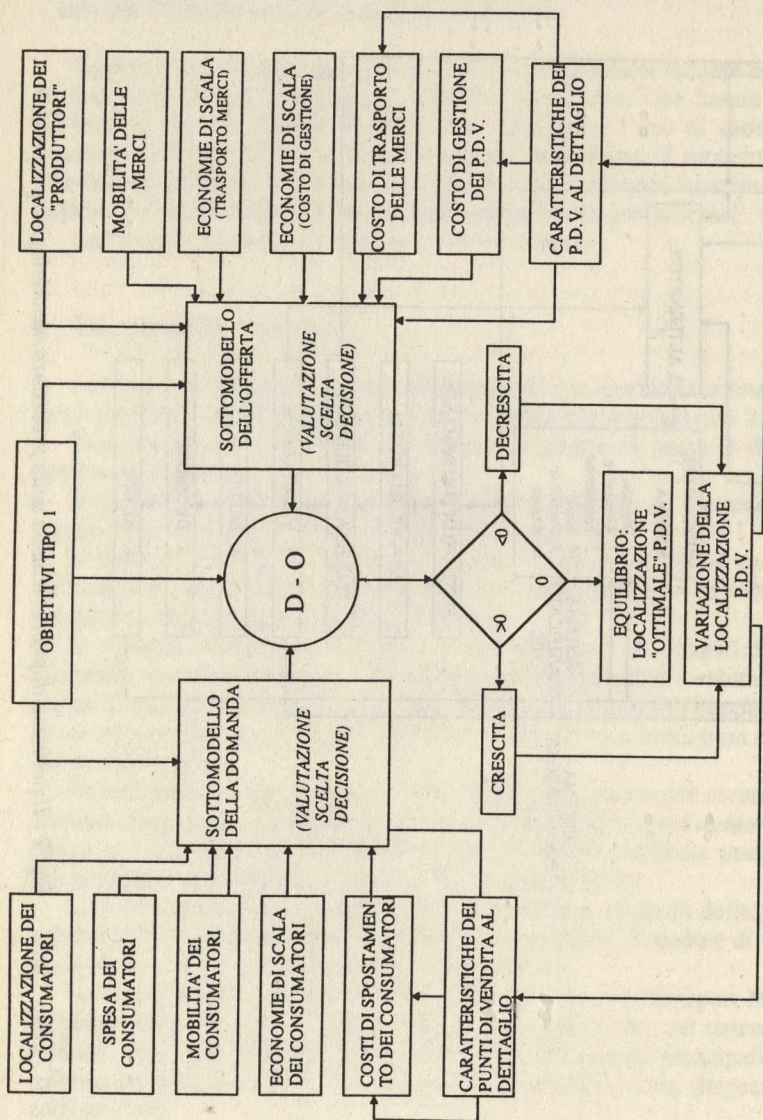 OBIETTIVI TIPO 1
LOCALIZZAZIONE DEI
CONSUMATORI
SPESA DEI
CONSUMATORI
MOBILITA' DEI
CONSUMATORI
ECONOMIE DI SCALA
DEI CONSUMATORI
COSTI DI SPOSTAMEN
TO DEI CONSUMATORI
CARATTERISTICHE DEI
PUNTI DI VENDITA AL
DETTAGLIO
SOTTOMODELLO
DELLA DOMANDA
(VALUTAZIONE
SCELTA
DECISIONE)
D - O
SOTTOMODELLO
DELL'OFFERTA
(VALUTAZIONE
SCELTA
DECISIONE)
LOCALIZZAZIONE DEI
"PRODUTTORI"
MOBILITA' DELLE
MERCI
ECONOMIE DI SCALA
(TRASPORTO MERCI)
ECONOMIE DI SCALA
(COSTO DI GESTIONE)
COSTO DI TRASPORTO
DELLE MERCI
COSTO DI GESTIONE
DEI P.D.V.
CARATTERISTICHE DEI
P.D.V. AL DETTAGLIO
>0
<0
0
CRESCITA
DECRESCITA
EQUILIBRIO:
LOCALIZZAZIONE
"OTTIMALE" P.D.V.
VARIAZIONE DELLA
LOCALIZZAZIONE
P.D.V.